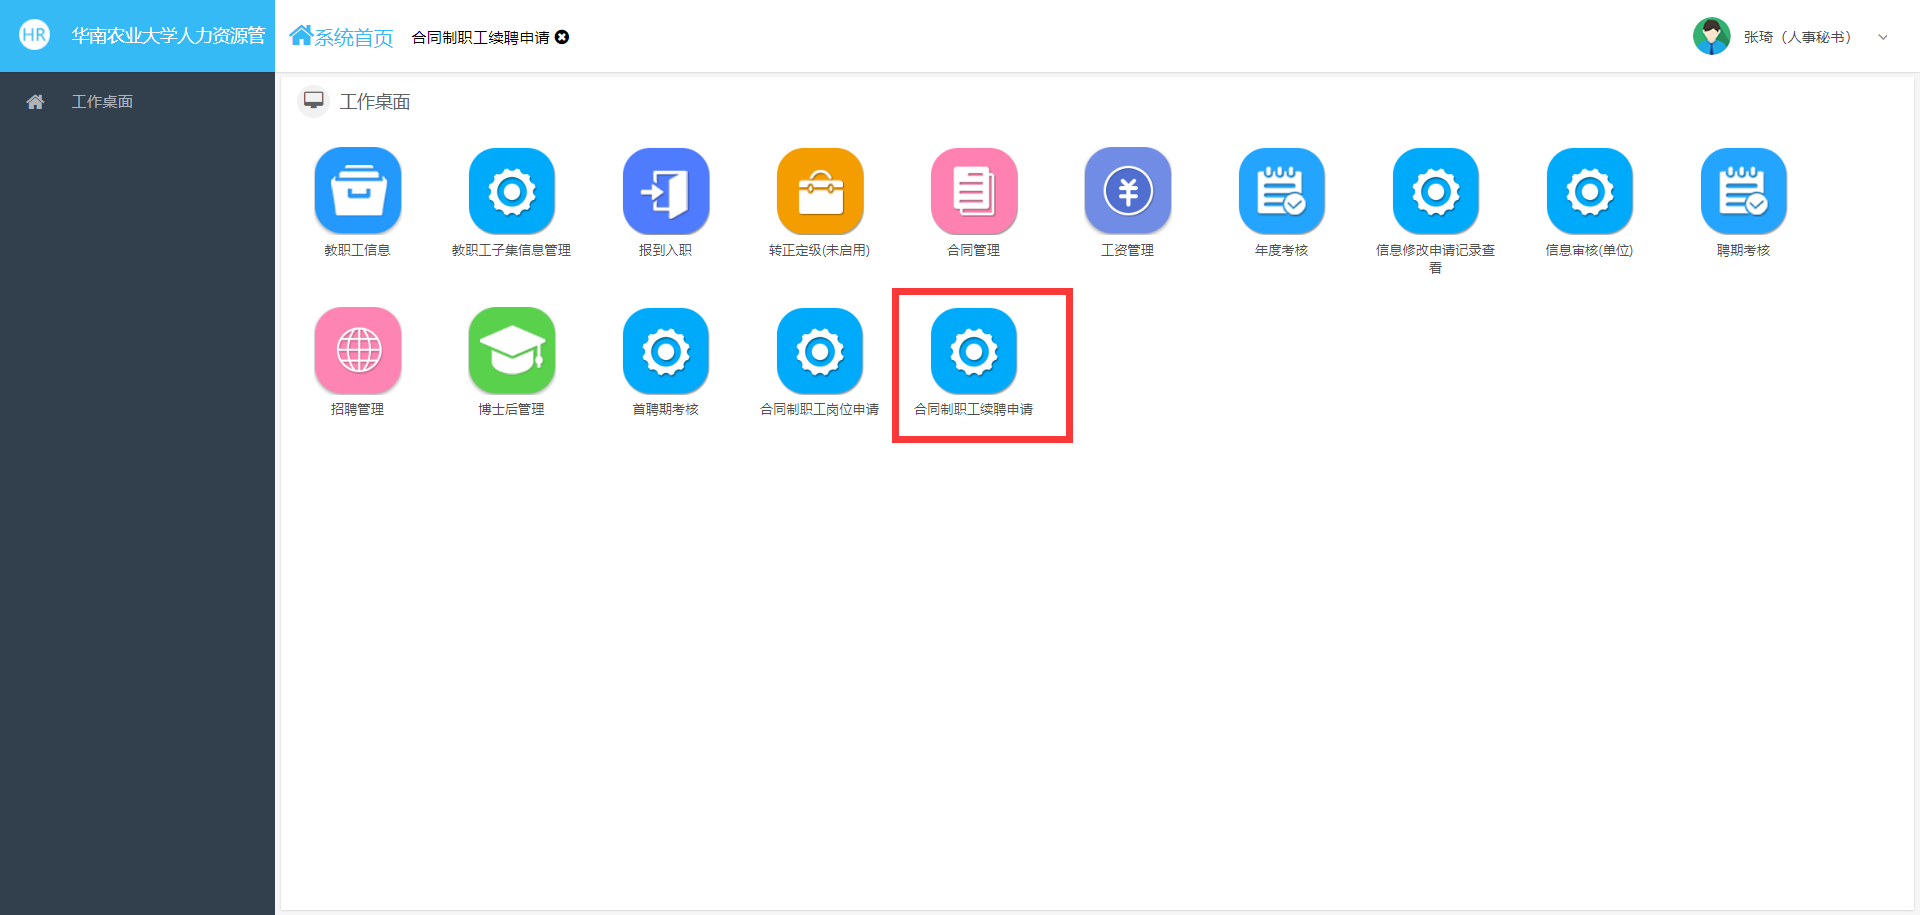 HR 华南农业大学人力资源管
系统首页 合同制职工续聘申请
张琦（人事秘书）
工作桌面
工作桌面
教职工信息
教职工子集信息管理
报到入职
转正定级(未启用)
合同管理
工资管理
年度考核
信息修改申请记录查
看
信息审核(单位)
聘期考核
招聘管理
博士后管理
首聘期考核
合同制职工岗位申请
合同制职工续聘申请